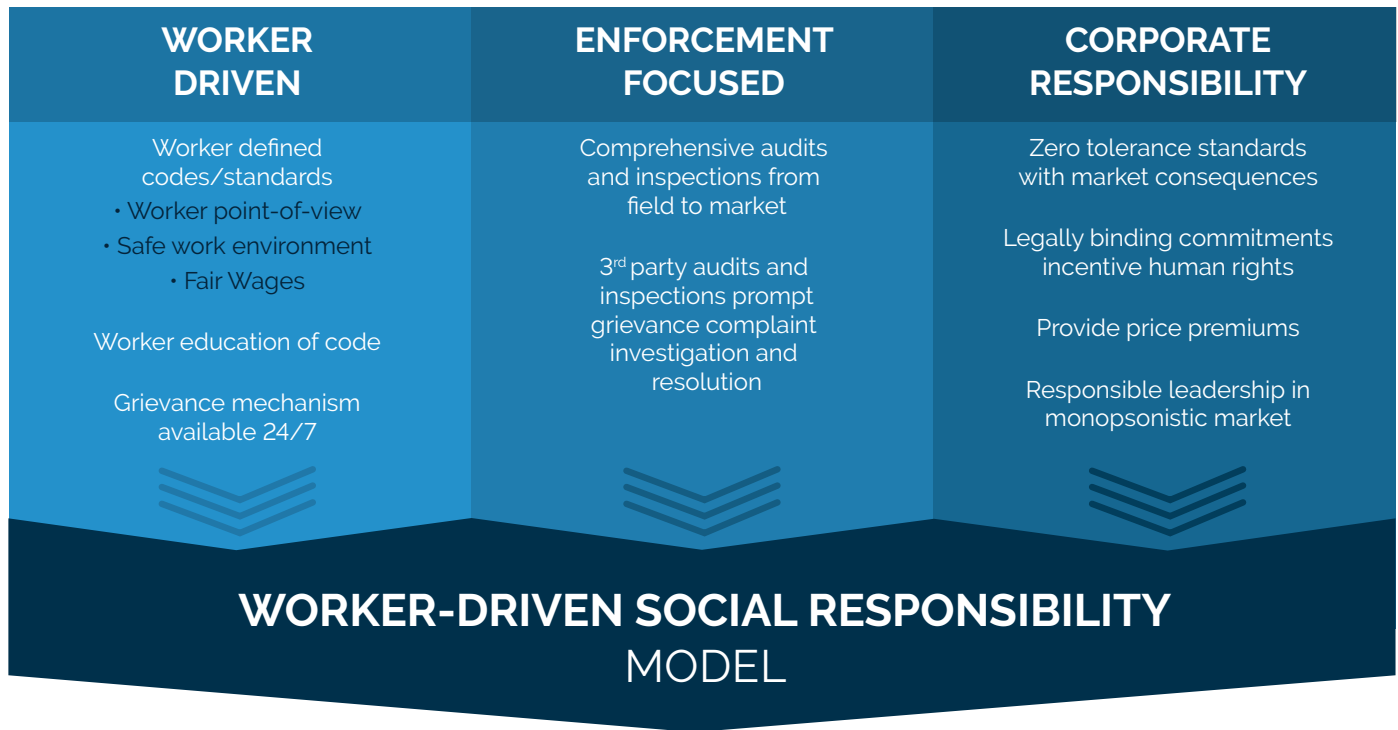 WORKER
DRIVEN
Worker defined
codes/standards
• Worker point-of-view
• Safe work environment
• Fair Wages
Worker education of code
Grievance mechanism
available 24/7
ENFORCEMENT
FOCUSED
Comprehensive audits
and inspections from
field to market
3rd party audits and
inspections prompt
grievance complaint
investigation and
resolution
CORPORATE
RESPONSIBILITY
Zero tolerance standards
with market consequences
Legally binding commitments
incentive human rights
Provide price premiums
Responsible leadership in
monopsonistic market
WORKER-DRIVEN SOCIAL RESPONSIBILITY
MODEL